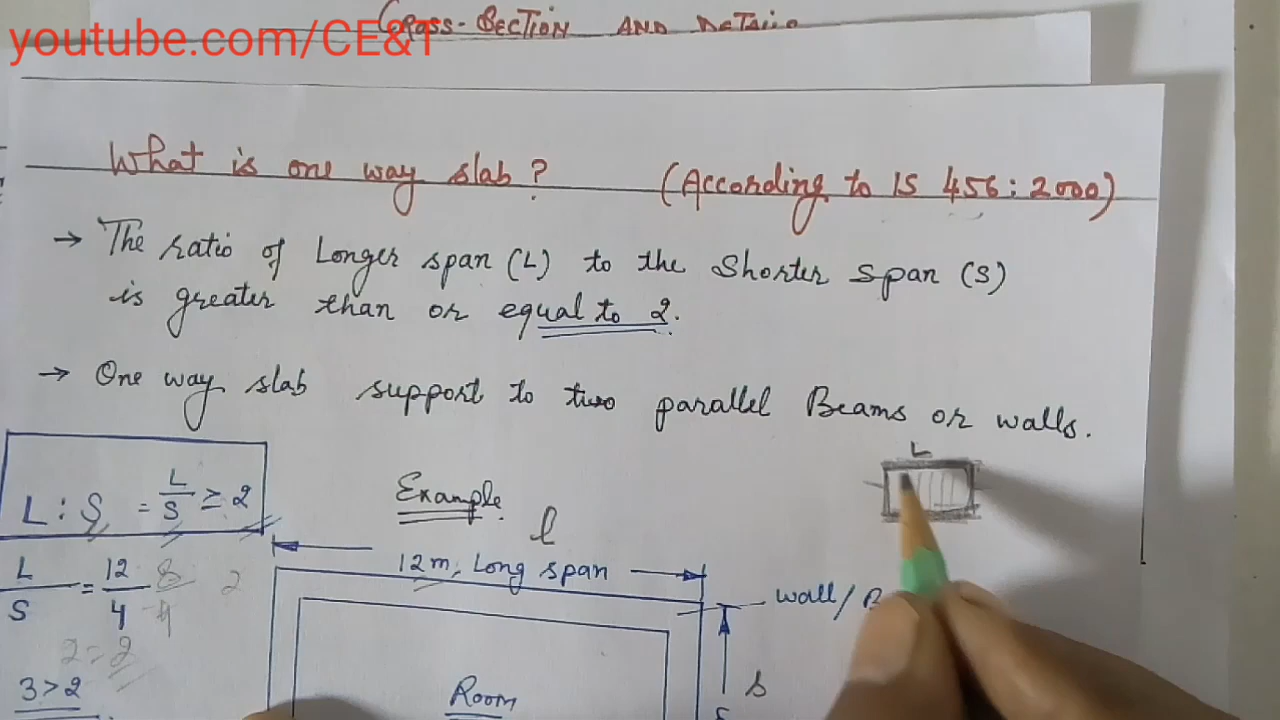 CROSS-SECTION AND DETAILS
youtube.com/CE&T
What is one way slab? (According to IS 456:2000)
→ The ratio of Longer span (L) to the Shorter span (S)
is greater than or equal to 2.
→ One way slab support to two parallel Beams or walls.
L
L : S = L/S ≥ 2
Example
l
12m, Long span
L/S = 12/4 8/4 2
wall/ B
2 = 2
s
3 > 2
Room